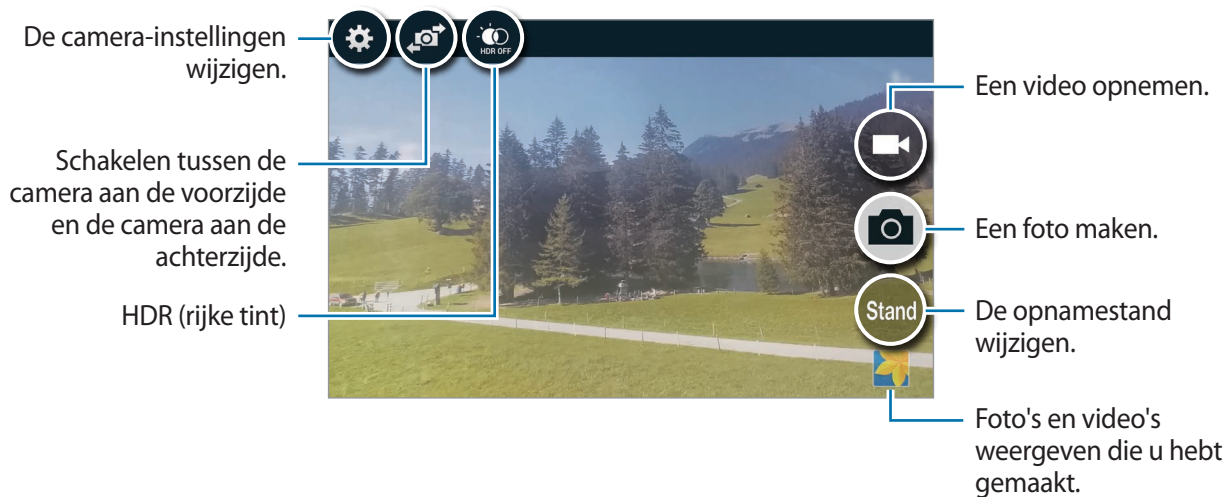 De camera-instellingen
wijzigen.
Schakelen tussen de
camera aan de voorzijde
en de camera aan de
achterzijde.
HDR (rijke tint)
HDR OFF
Een video opnemen.
Een foto maken.
Stand
De opnamestand
wijzigen.
Foto's en video's
weergeven die u hebt
gemaakt.